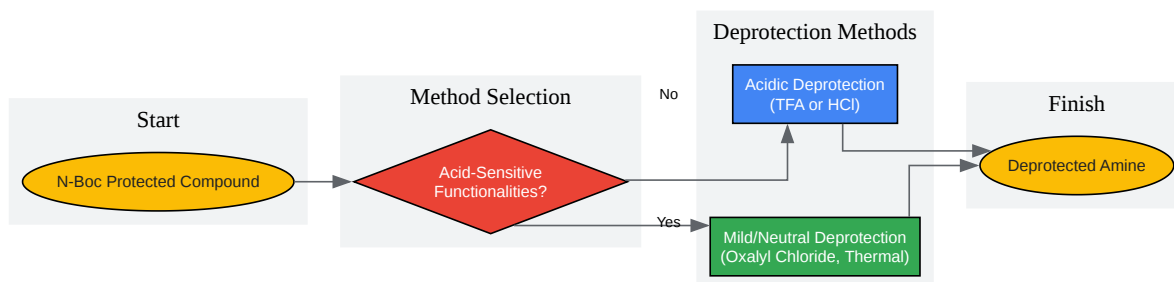 Start
N-Boc Protected Compound
Method Selection
Acid-Sensitive
Functionalities?
No
Yes
Deprotection Methods
Acidic Deprotection
(TFA or HCl)
Mild/Neutral Deprotection
(Oxalyl Chloride, Thermal)
Finish
Deprotected Amine